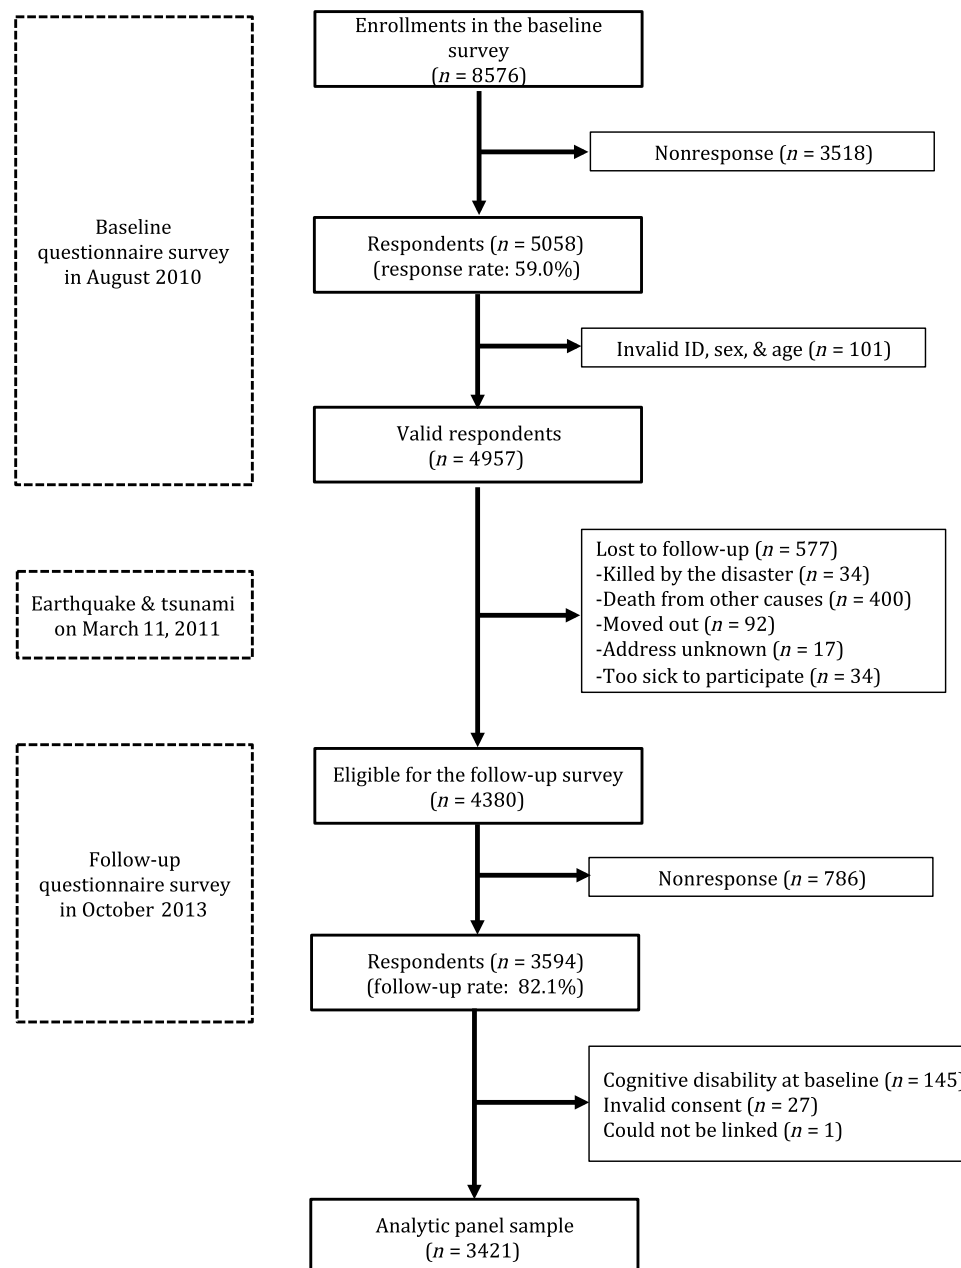 Enrollments in the baseline
survey
(n = 8576)
Nonresponse (n = 3518)
Baseline
questionnaire survey
in August 2010
Respondents (n = 5058)
(response rate: 59.0%)
Invalid ID, sex, & age (n = 101)
Valid respondents
(n = 4957)
Earthquake & tsunami
on March 11, 2011
Lost to follow-up (n = 577)
-Killed by the disaster (n = 34)
-Death from other causes (n = 400)
-Moved out (n = 92)
-Address unknown (n = 17)
-Too sick to participate (n = 34)
Eligible for the follow-up survey
(n = 4380)
Follow-up
questionnaire survey
in October 2013
Nonresponse (n = 786)
Respondents (n = 3594)
(follow-up rate: 82.1%)
Cognitive disability at baseline (n = 145)
Invalid consent (n = 27)
Could not be linked (n = 1)
Analytic panel sample
(n = 3421)